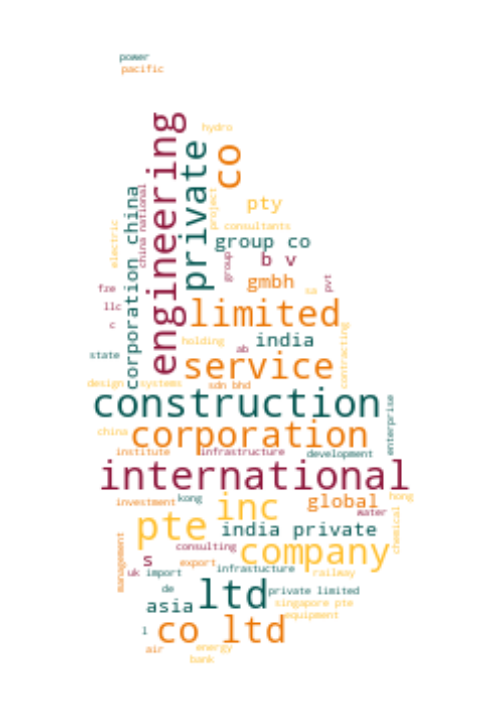 power
pacific
engineering
hydro
private
co
corporation china
china national
project
pty
electric
consultants
group co
group
b v
gmbh
pvt
sa
fze
llc
c
limited
contracting
holding
india
ab
state
service
design
systems
sdn bhd
construction
enterprise
china
corporation
institute
infrastructure
development
international
investment
kong
inc
global
hong
water
chemical
pte
india private
management
consulting
company
s
export
uk
import
infrastucture
railway
de
ltd
private limited
asia
singapore pte
equipment
l
co ltd
air
energy
bank